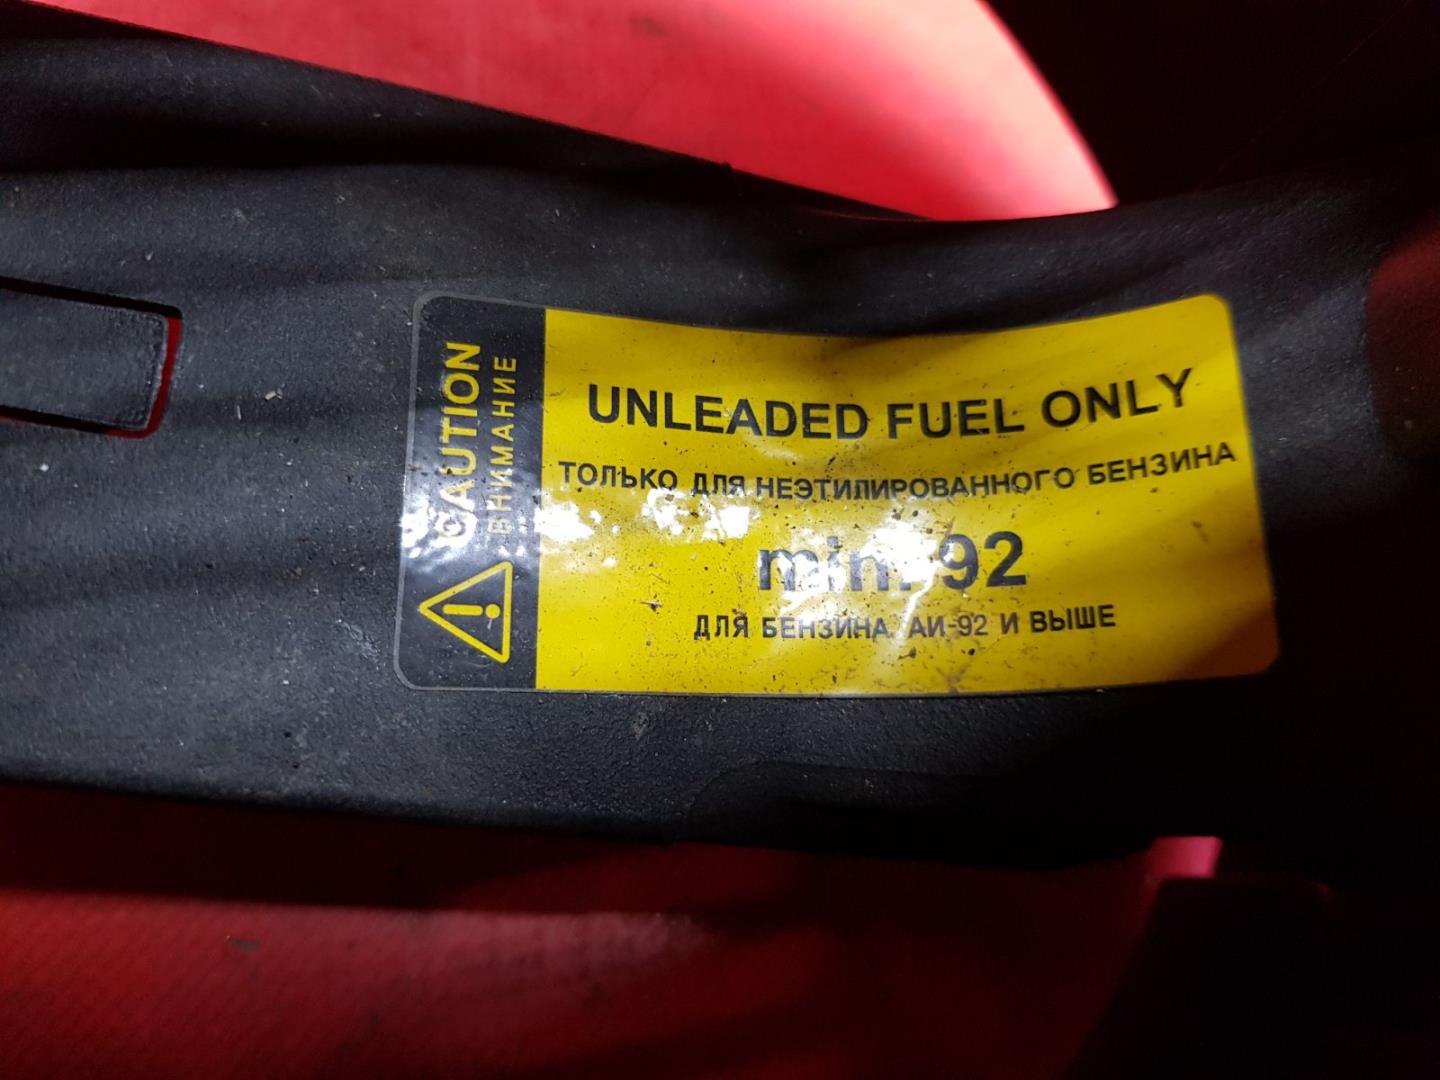 CAUTION
ВНИМАНИЕ
UNLEADED FUEL ONLY
ТОЛЬКО ДЛЯ НЕЭТИЛИРОВАННОГО БЕНЗИНА
min. 92
ДЛЯ БЕНЗИНА АИ-92 И ВЫШЕ